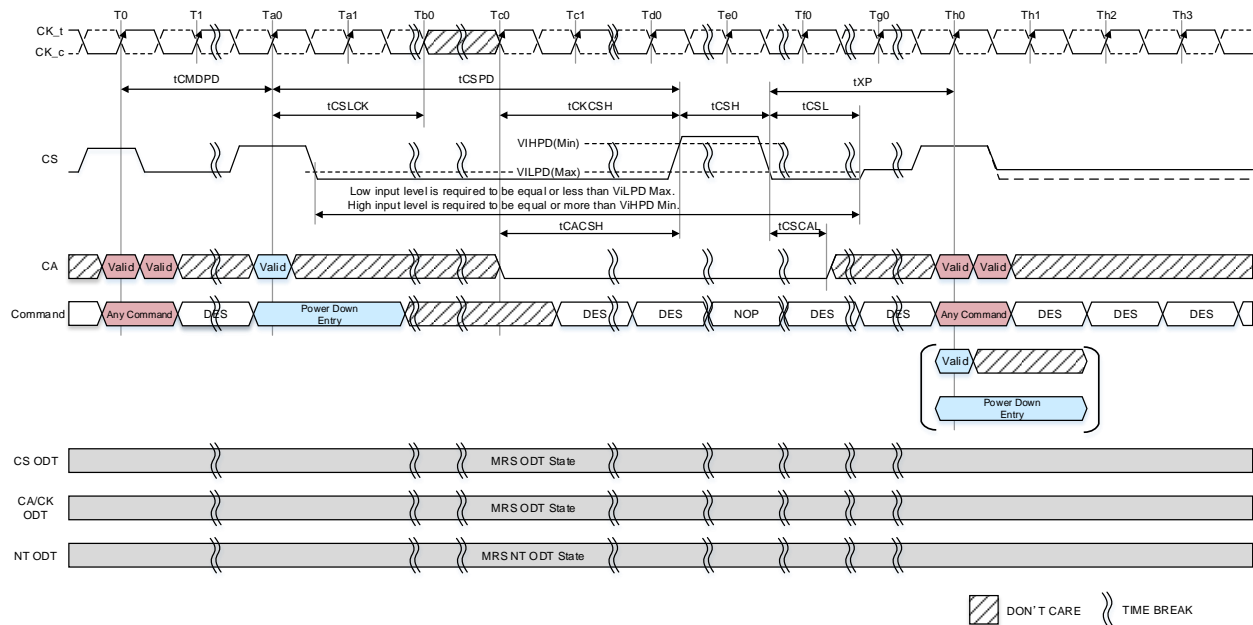 T0 T1 Ta0 Ta1 Tb0 Tc0 Tc1 Td0 Te0 Tf0 Tg0 Th0 Th1 Th2 Th3
CK_t
CK_c
tCMDPD tCSPD tXP
tCSLCK tCKCSH tCSH tCSL
VIHPD(Min)
CS
VILPD(Max)
Low input level is required to be equal or less than ViLPD Max.
High input level is required to be equal or more than ViHPD Min.
tCACSH tCSCAL
CA Valid Valid Valid Valid Valid
Command Any Command DES Power Down Entry DES DES NOP DES DES Any Command DES DES DES
Valid
Power Down
Entry
CS ODT MRS ODT State
CA/CK
ODT MRS ODT State
NT ODT MRS NT ODT State
DON'T CARE TIME BREAK